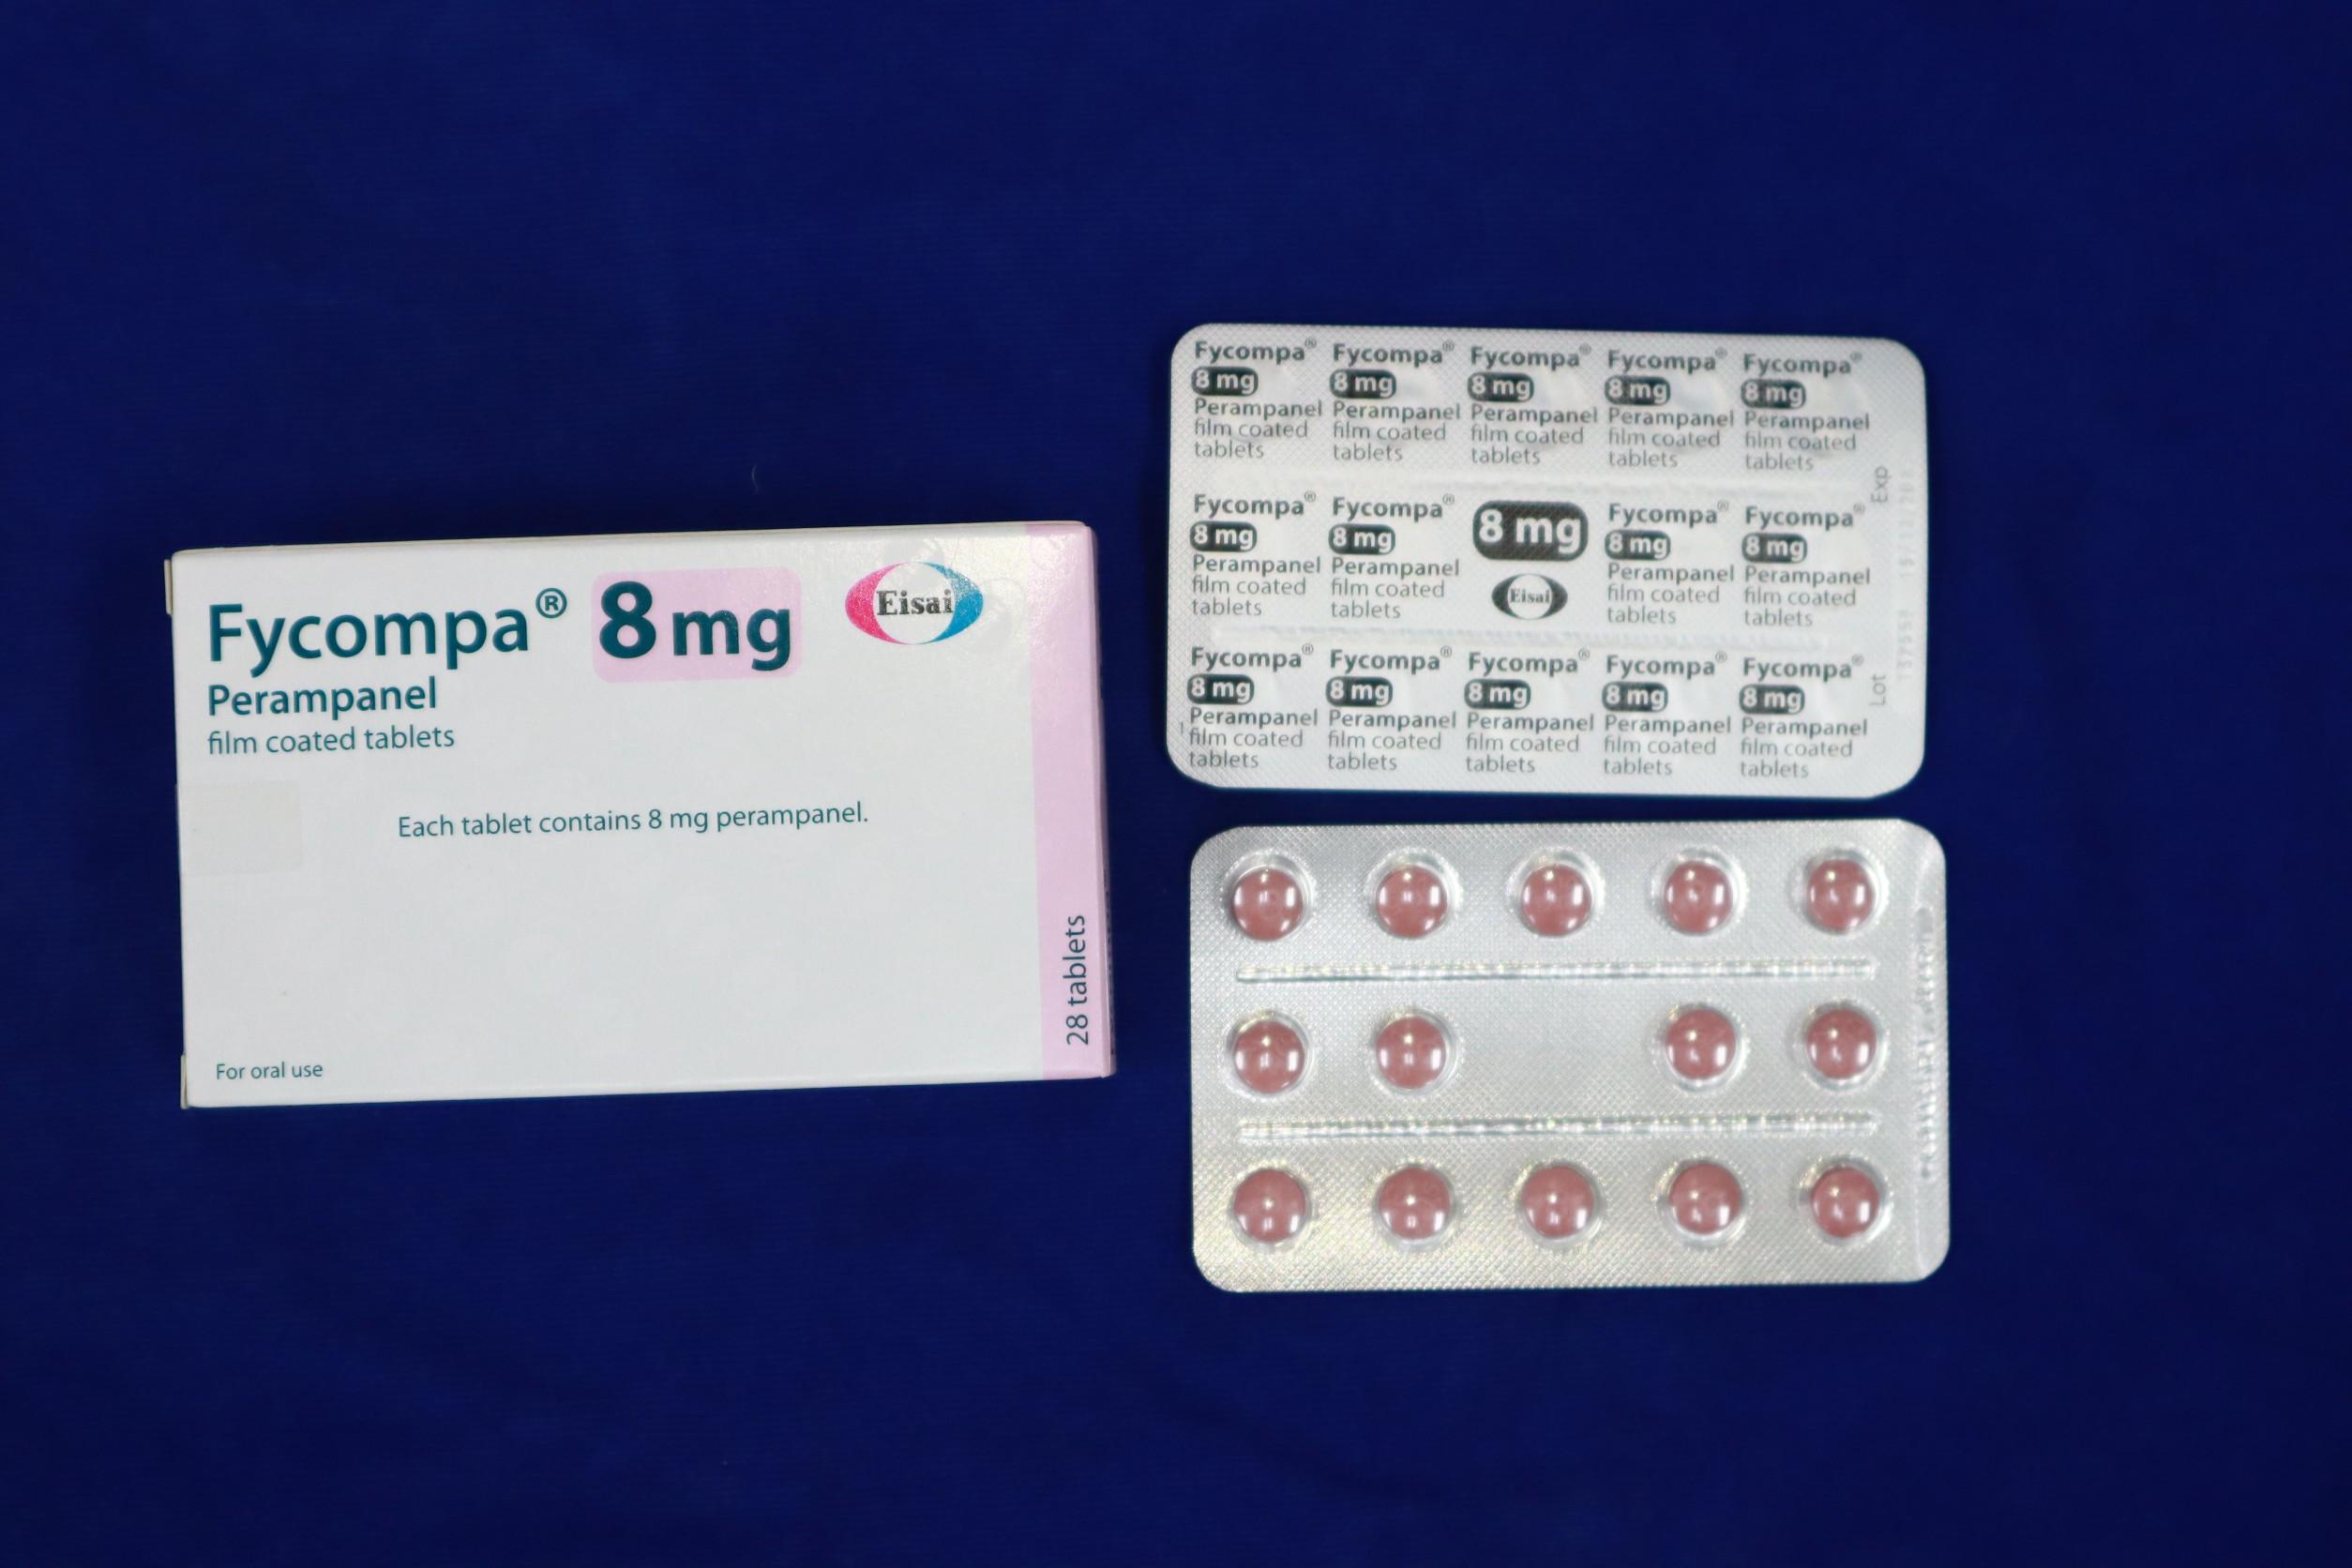 Fycompa® 8 mg
Eisai
Perampanel
film coated tablets
Each tablet contains 8 mg perampanel.
For oral use
28 tablets
Fycompa® Fycompa® Fycompa® Fycompa® Fycompa®
8 mg 8 mg 8 mg 8 mg 8 mg
Perampanel Perampanel Perampanel Perampanel Perampanel
film coated film coated film coated film coated film coated
tablets tablets tablets tablets tablets
Fycompa® Fycompa® 8 mg Fycompa® Fycompa®
8 mg 8 mg 8 mg 8 mg
Perampanel Perampanel Eisai Perampanel Perampanel
film coated film coated film coated film coated
tablets tablets tablets tablets
Fycompa® Fycompa® Fycompa® Fycompa® Fycompa®
8 mg 8 mg 8 mg 8 mg 8 mg
Perampanel Perampanel Perampanel Perampanel Perampanel
film coated film coated film coated film coated film coated
tablets tablets tablets tablets tablets
Lot Exp